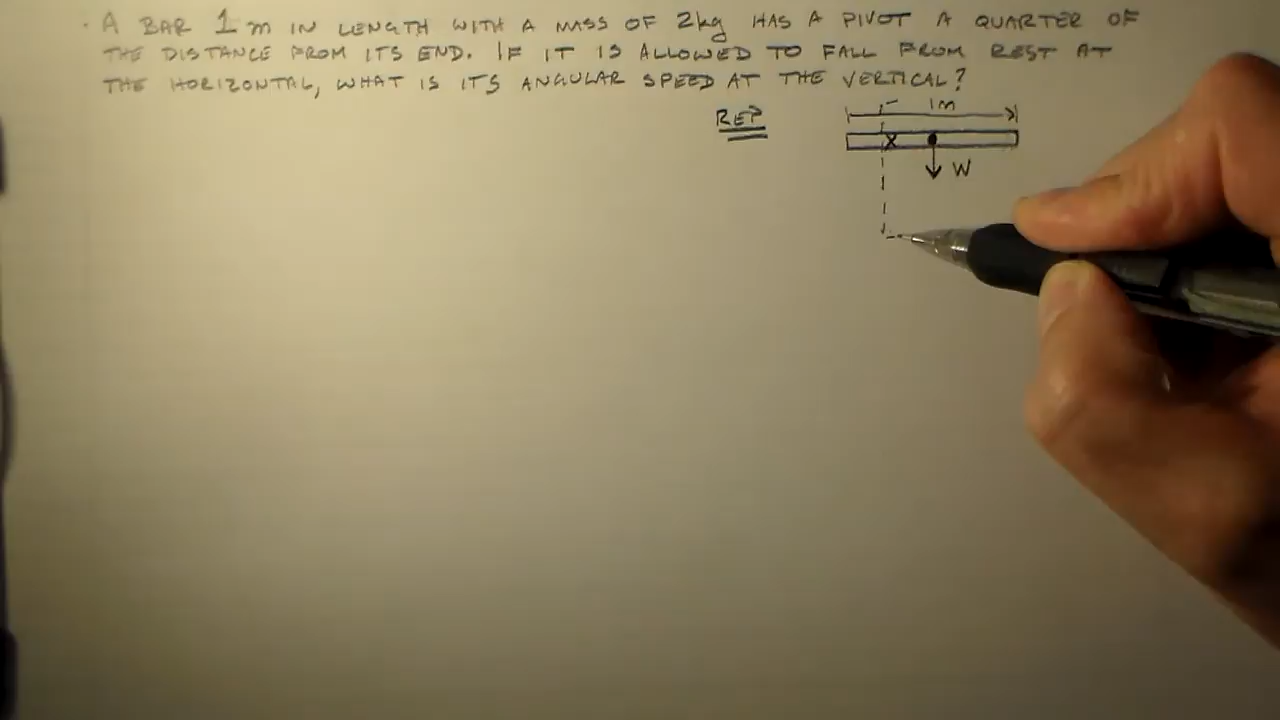 A BAR 1 m IN LENGTH WITH A MASS OF 2kg HAS A PIVOT A QUARTER OF
THE DISTANCE FROM ITS END. IF IT IS ALLOWED TO FALL FROM REST AT
THE HORIZONTAL, WHAT IS ITS ANGULAR SPEED AT THE VERTICAL?
REP
1m
X
W